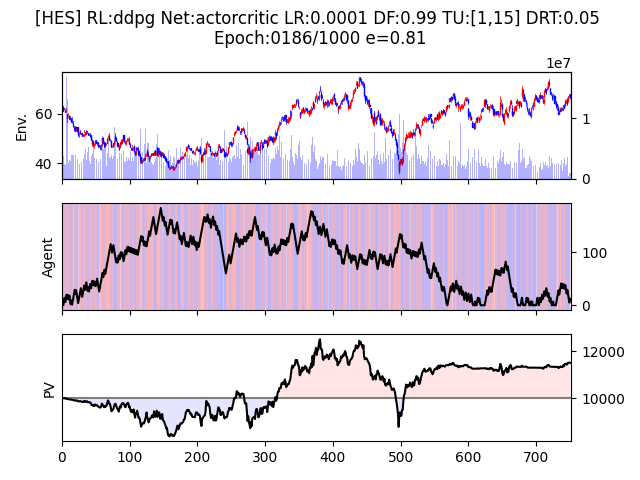 [HES] RL:ddpg Net:actorcritic LR:0.0001 DF:0.99 TU:[1,15] DRT:0.05
Epoch:0186/1000 e=0.81
1e7
Env.
60
40
1
0
Agent
100
0
PV
12000
10000
0 100 200 300 400 500 600 700